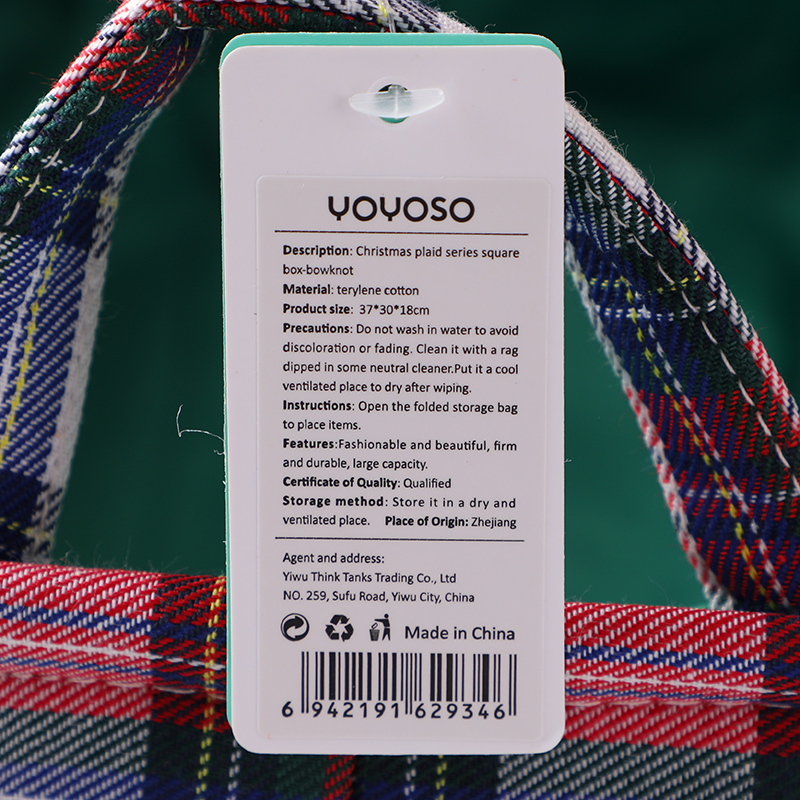 YOYOSO
Description: Christmas plaid series square
box-bowknot
Material: terylene cotton
Product size: 37*30*18cm
Precautions: Do not wash in water to avoid
discoloration or fading. Clean it with a rag
dipped in some neutral cleaner.Put it a cool
ventilated place to dry after wiping.
Instructions: Open the folded storage bag
to place items.
Features:Fashionable and beautiful, firm
and durable, large capacity.
Certificate of Quality: Qualified
Storage method: Store it in a dry and
ventilated place. Place of Origin: Zhejiang
Agent and address:
Yiwu Think Tanks Trading Co., Ltd
NO. 259, Sufu Road, Yiwu City, China
Made in China
6 942191 629346